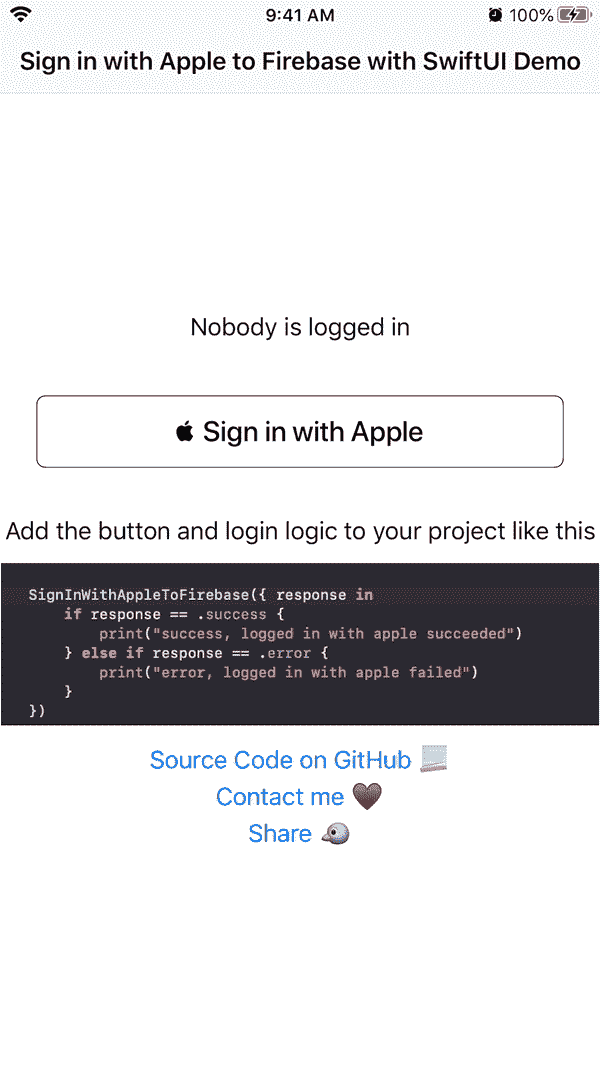 9:41 AM
100%
Sign in with Apple to Firebase with SwiftUI Demo
Nobody is logged in
Sign in with Apple
Add the button and login logic to your project like this
SignInWithAppleToFirebase({ response in
    if response == .success {
        print("success, logged in with apple succeeded")
    } else if response == .error {
        print("error, logged in with apple failed")
    }
})
Source Code on GitHub
Contact me
Share